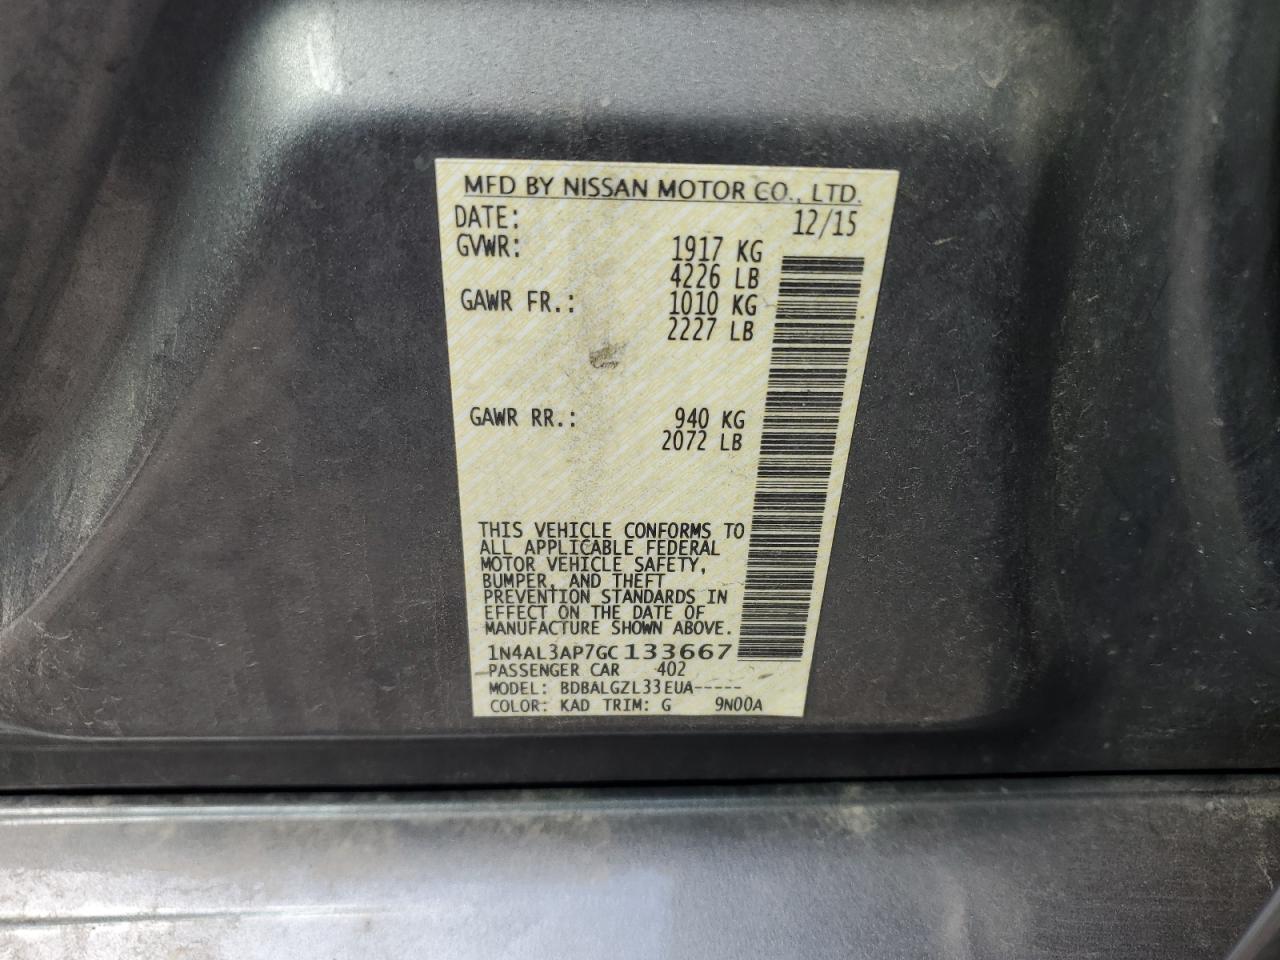 MFD BY NISSAN MOTOR CO., LTD.
DATE: 12/15
GVWR: 1917 KG
4226 LB
GAWR FR.: 1010 KG
2227 LB
GAWR RR.: 940 KG
2072 LB
THIS VEHICLE CONFORMS TO
ALL APPLICABLE FEDERAL
MOTOR VEHICLE SAFETY,
BUMPER, AND THEFT
PREVENTION STANDARDS IN
EFFECT ON THE DATE OF
MANUFACTURE SHOWN ABOVE.
1N4AL3AP7GC133667
PASSENGER CAR 402
MODEL: BDBALGZL33EUA-----
COLOR: KAD TRIM: G 9N00A